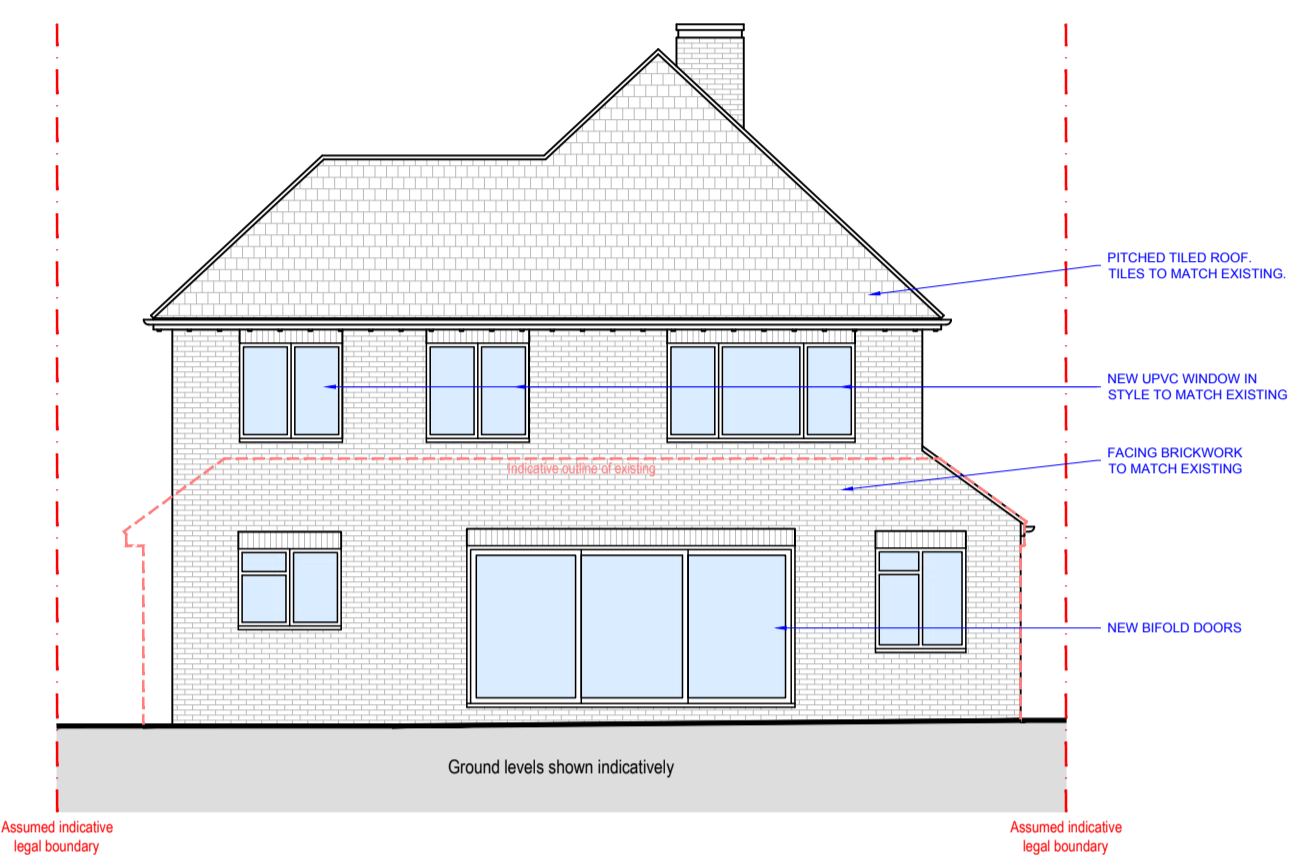 PITCHED TILED ROOF.
TILES TO MATCH EXISTING.
NEW UPVC WINDOW IN
STYLE TO MATCH EXISTING
FACING BRICKWORK
TO MATCH EXISTING
Indicative outline of existing
NEW BIFOLD DOORS
Ground levels shown indicatively
Assumed indicative
legal boundary
Assumed indicative
legal boundary